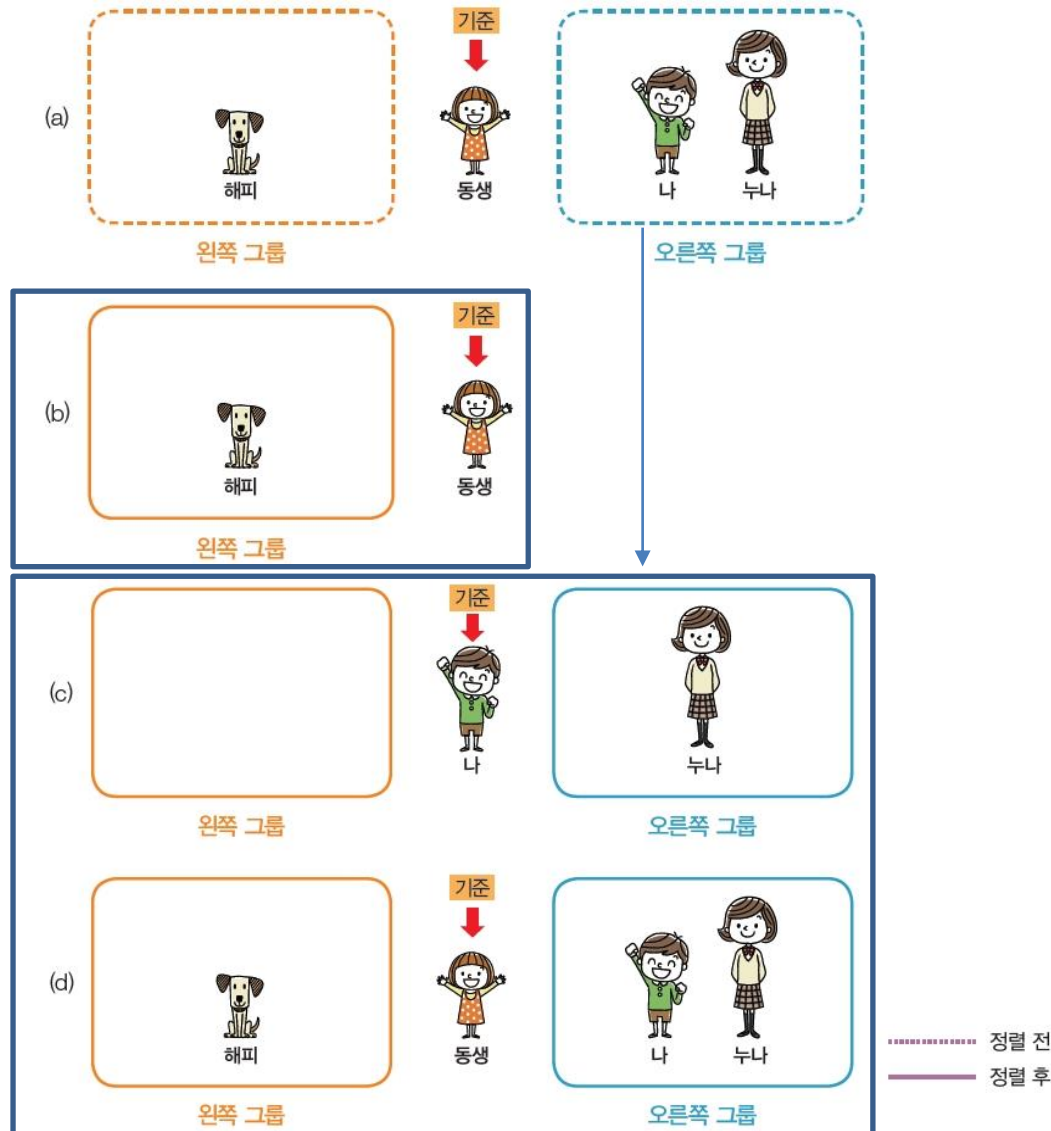 기준
(a)
해피 동생 나 누나
왼쪽 그룹 오른쪽 그룹
기준
(b)
해피 동생
왼쪽 그룹
기준
(c)
나 누나
왼쪽 그룹 오른쪽 그룹
기준
(d)
해피 동생 나 누나
정렬 전
정렬 후
왼쪽 그룹 오른쪽 그룹